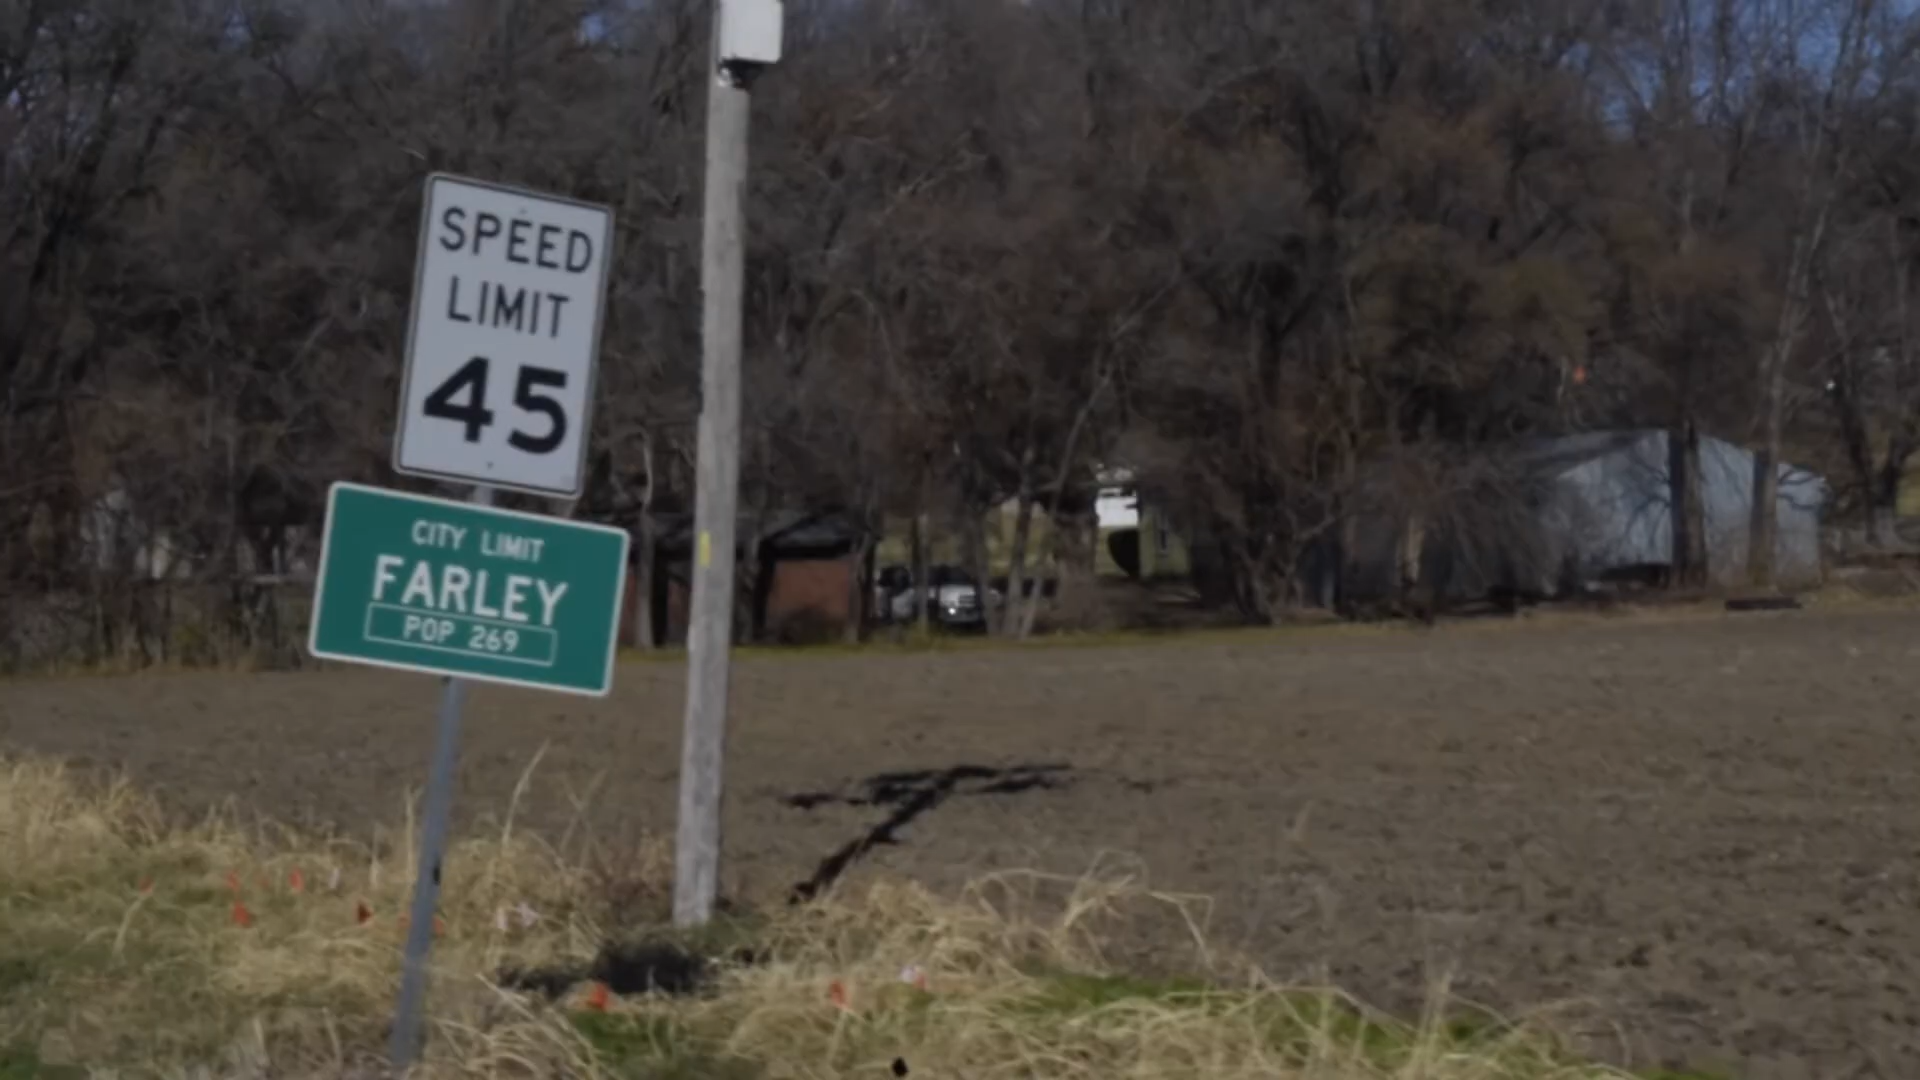 SPEED
LIMIT
45
CITY LIMIT
FARLEY
POP 269